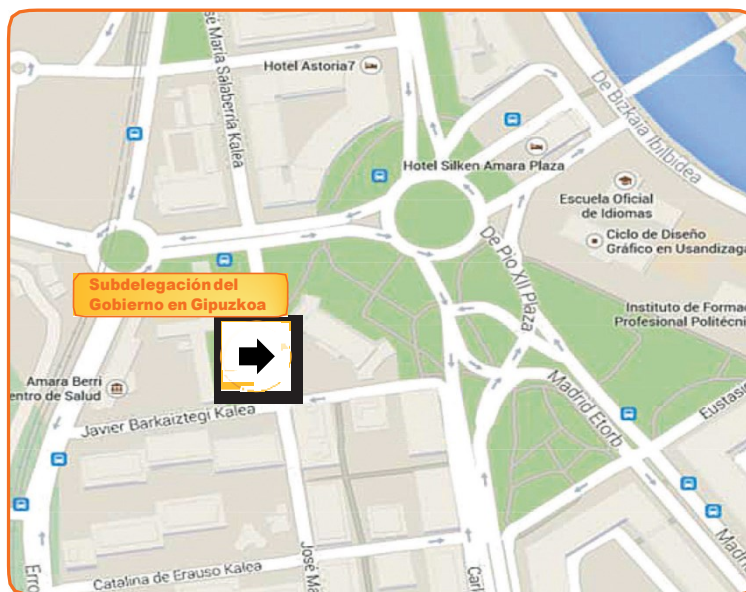 José María Salaberría Kalea
Hotel Astoria7
De Bizkaia Ibilbidea
Hotel Silken Amara Plaza
Escuela Oficial
de Idiomas
Ciclo de Diseño
Gráfico en Usandizaga
De Pio XII Plaza
Subdelegación del
Gobierno en Gipuzkoa
Instituto de Formac
Profesional Politécni
Amara Berri
entro de Salud
Javier Barkaiztegi Kalea
Madrid Etorb
Eustasi
Madri
Erro
Catalina de Erauso Kalea
José Ma
Carl